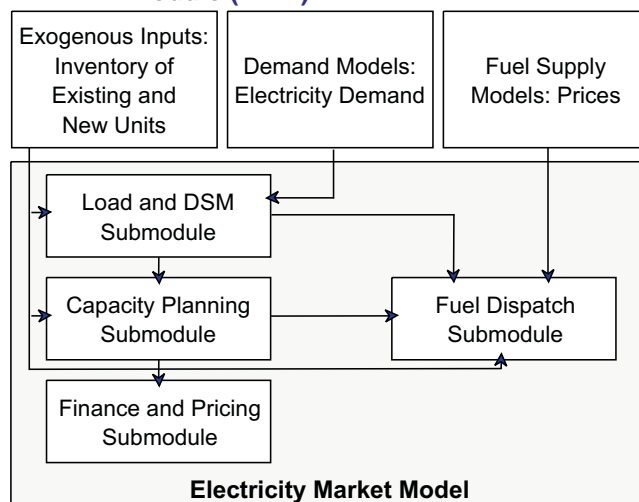 Exogenous Inputs:
Inventory of
Existing and
New Units
Demand Models:
Electricity Demand
Fuel Supply
Models: Prices
Load and DSM
Submodule
Capacity Planning
Submodule
Fuel Dispatch
Submodule
Finance and Pricing
Submodule
Electricity Market Model